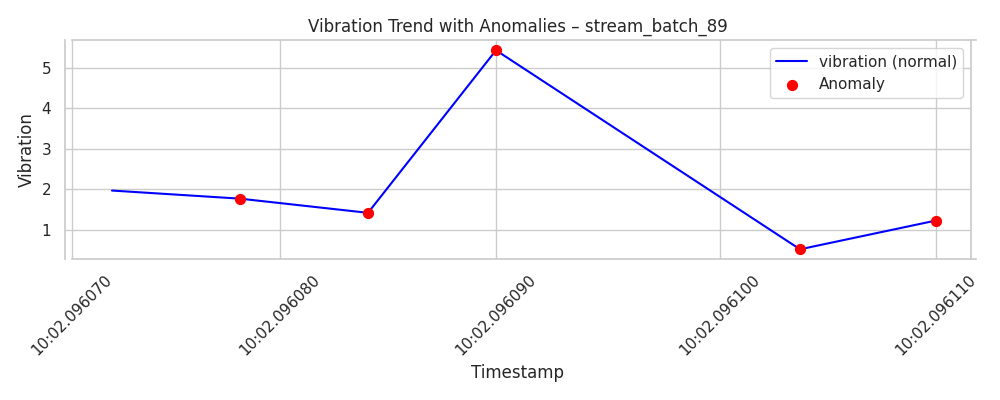 Vibration Trend with Anomalies – stream_batch_89
vibration (normal)
Anomaly
Vibration
5
4
3
2
1
10:02.096070
10:02.096080
10:02.096090
10:02.096100
10:02.096110
Timestamp